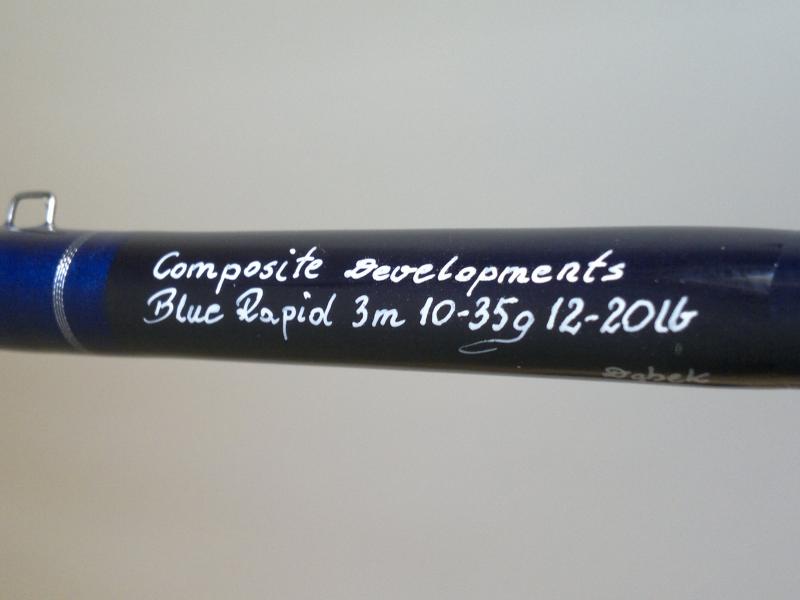 Composite Developments
Blue Rapid 3m 10-35g 12-20lb